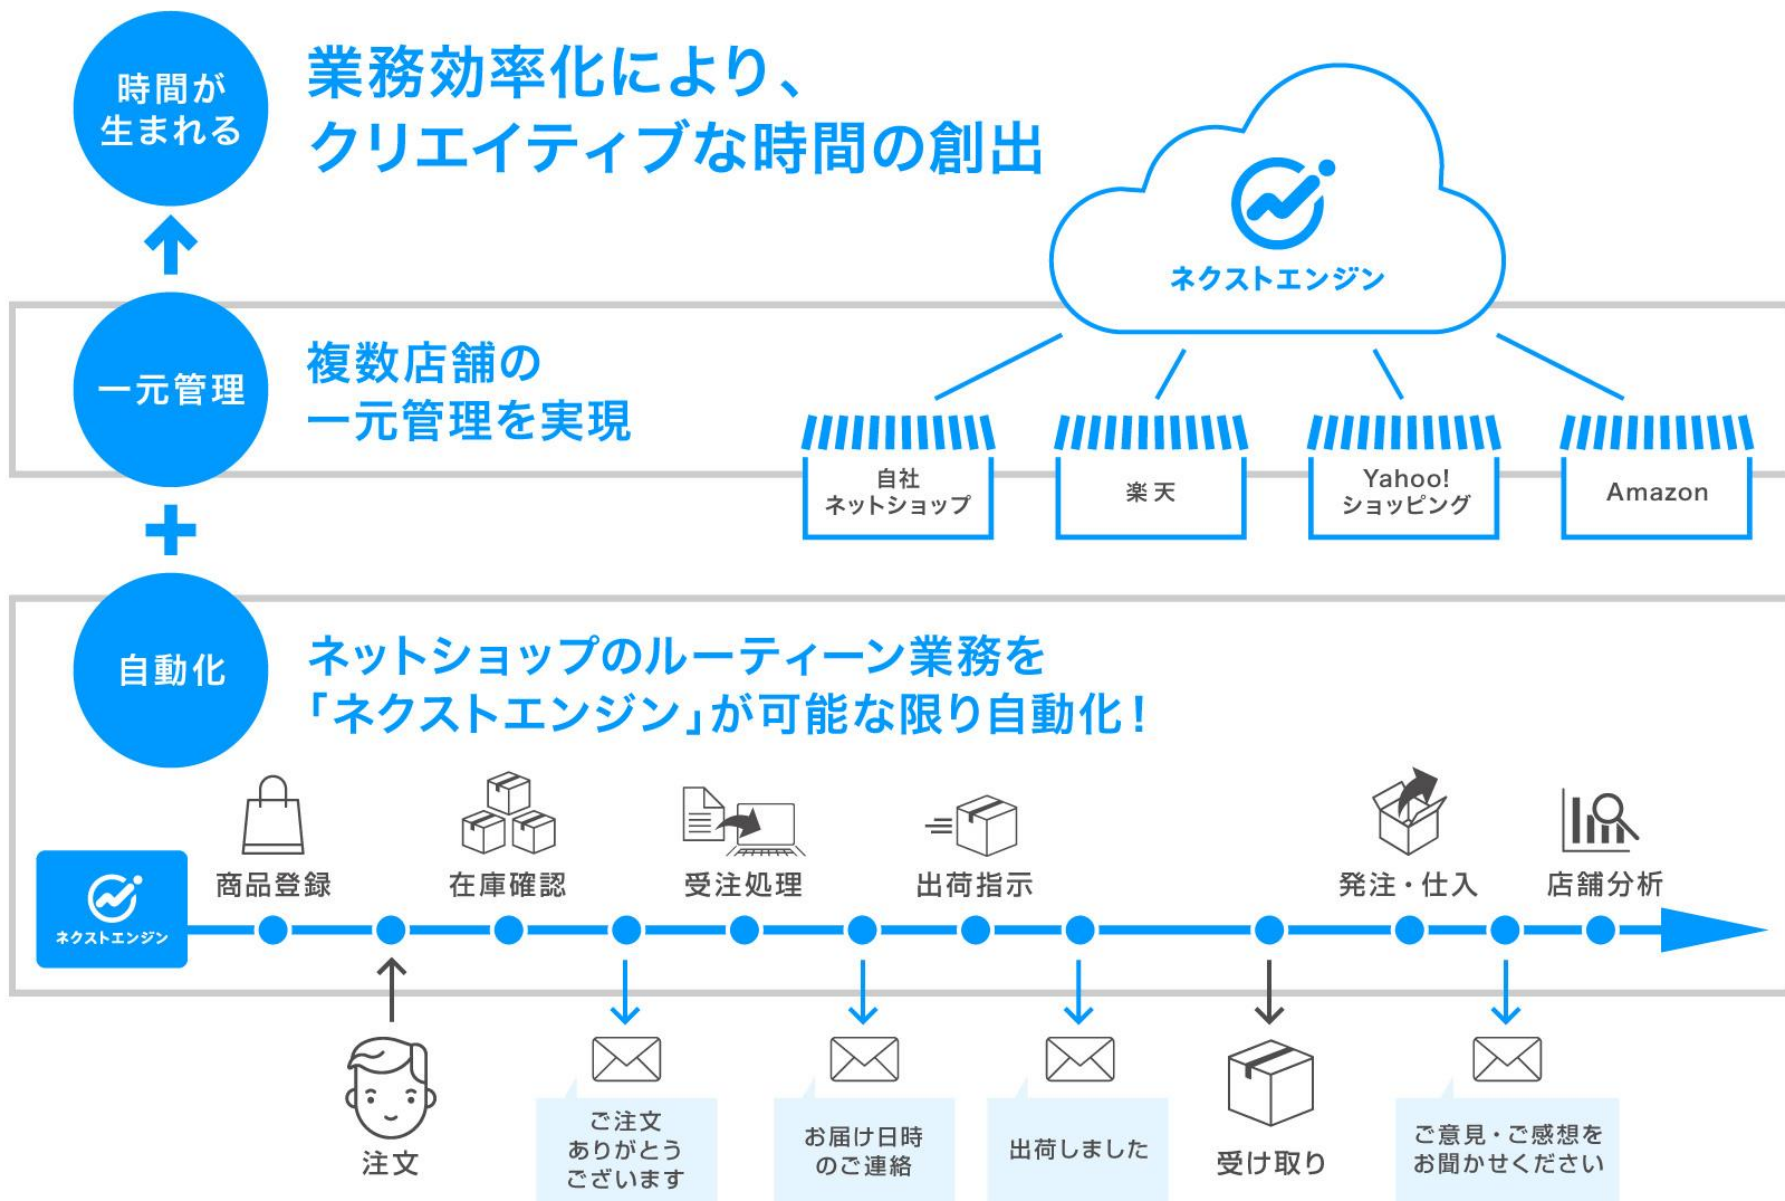 時間が
生まれる
業務効率化により、
クリエイティブな時間の創出
ネクストエンジン
一元管理
複数店舗の
一元管理を実現
自社
ネットショップ
楽天
Yahoo!
ショッピング
Amazon
自動化
ネットショップのルーティーン業務を
「ネクストエンジン」が可能な限り自動化!
商品登録
在庫確認
受注処理
出荷指示
発注・仕入
店舗分析
ネクストエンジン
注文
ご注文
ありがとう
ございます
お届け日時
のご連絡
出荷しました
受け取り
ご意見・ご感想を
お聞かせください